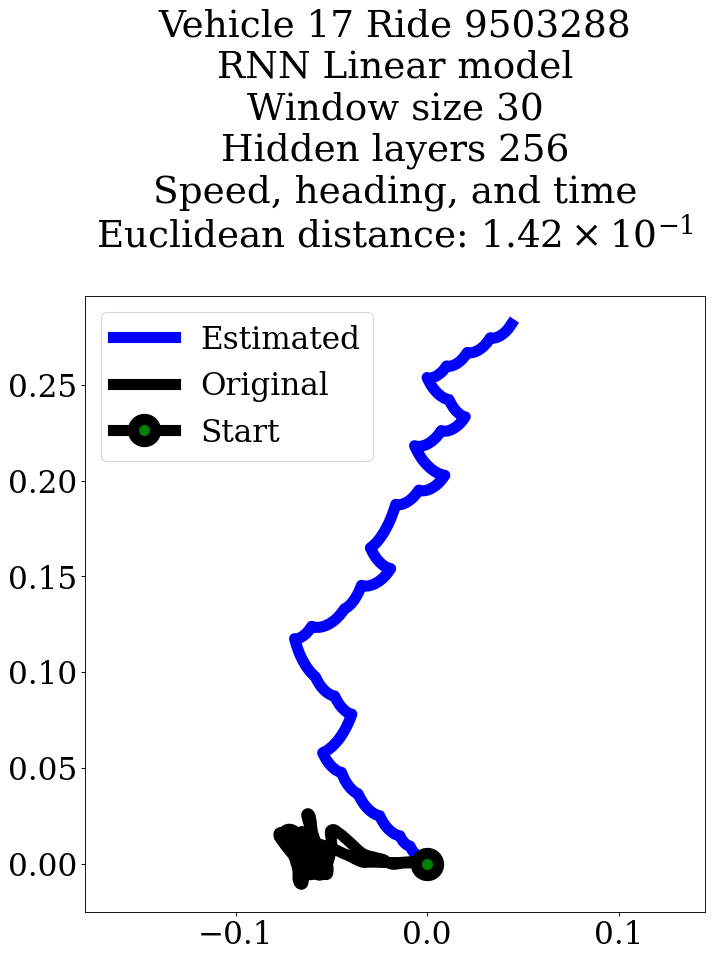 Vehicle 17 Ride 9503288
RNN Linear model
Window size 30
Hidden layers 256
Speed, heading, and time
Euclidean distance: 1.42 × 10⁻¹
Estimated
Original
Start
0.25
0.20
0.15
0.10
0.05
0.00
−0.1
0.0
0.1